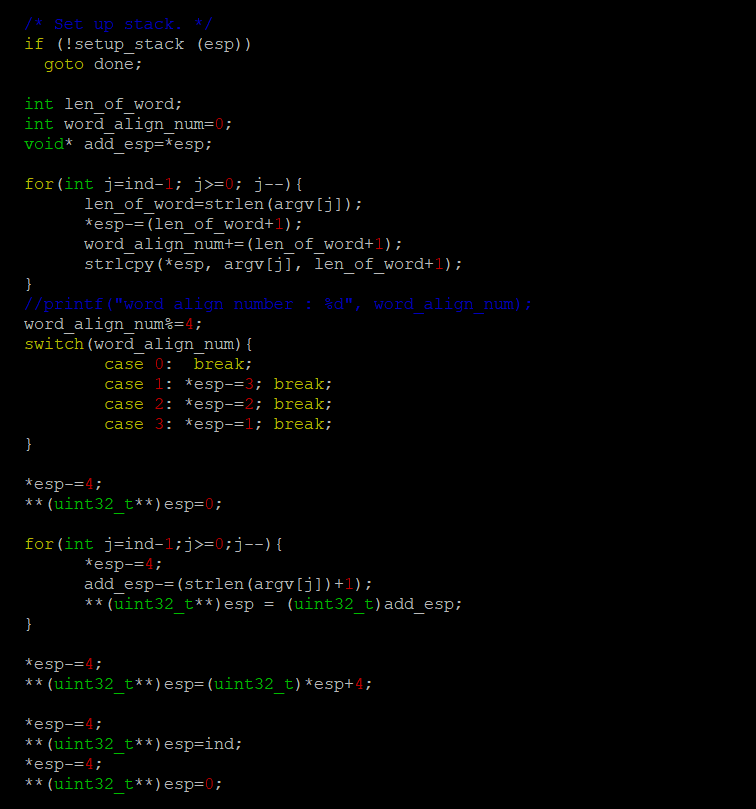 /* Set up stack. */
if (!setup_stack (esp))
  goto done;

int len_of_word;
int word_align_num=0;
void* add_esp=*esp;

for(int j=ind-1; j>=0; j--){
      len_of_word=strlen(argv[j]);
      *esp-=(len_of_word+1);
      word_align_num+=(len_of_word+1);
      strlcpy(*esp, argv[j], len_of_word+1);
}
//printf("word align number : %d", word_align_num);
word_align_num%=4;
switch(word_align_num){
        case 0:  break;
        case 1: *esp-=3; break;
        case 2: *esp-=2; break;
        case 3: *esp-=1; break;
}

*esp-=4;
**(uint32_t**)esp=0;

for(int j=ind-1;j>=0;j--){
      *esp-=4;
      add_esp-=(strlen(argv[j])+1);
      **(uint32_t**)esp = (uint32_t)add_esp;
}

*esp-=4;
**(uint32_t**)esp=(uint32_t)*esp+4;

*esp-=4;
**(uint32_t**)esp=ind;
*esp-=4;
**(uint32_t**)esp=0;